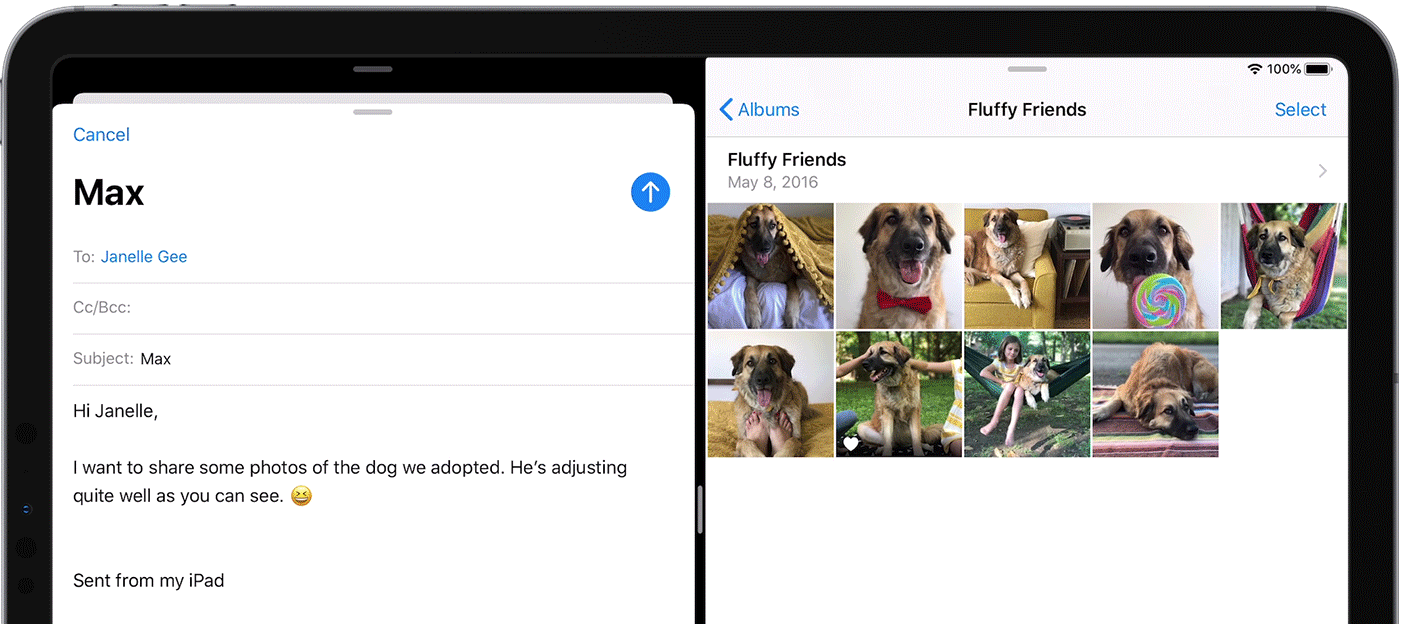 Cancel
Max
To: Janelle Gee
Cc/Bcc:
Subject: Max
Hi Janelle,
I want to share some photos of the dog we adopted. He’s adjusting
quite well as you can see. 😆
Sent from my iPad
100%
Albums
Fluffy Friends
Select
Fluffy Friends
May 8, 2016